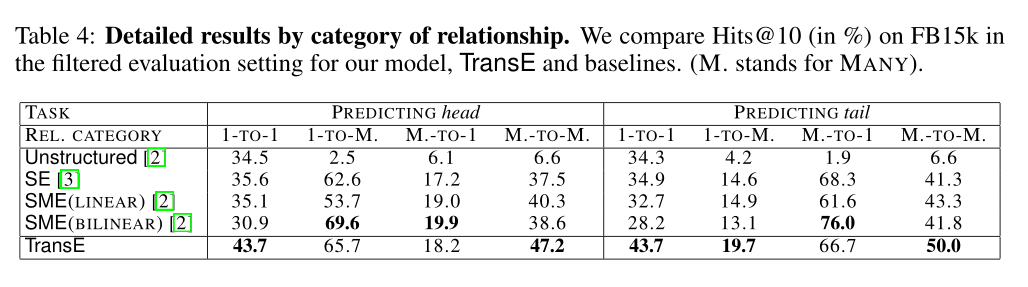 Table 4: Detailed results by category of relationship. We compare Hits@10 (in %) on FB15k in
the filtered evaluation setting for our model, TransE and baselines. (M. stands for MANY).
TASK PREDICTING head PREDICTING tail
REL. CATEGORY 1-TO-1 1-TO-M. M.-TO-1 M.-TO-M. 1-TO-1 1-TO-M. M.-TO-1 M.-TO-M.
Unstructured [2] 34.5 2.5 6.1 6.6 34.3 4.2 1.9 6.6
SE [3] 35.6 62.6 17.2 37.5 34.9 14.6 68.3 41.3
SME(LINEAR) [2] 35.1 53.7 19.0 40.3 32.7 14.9 61.6 43.3
SME(BILINEAR) [2] 30.9 69.6 19.9 38.6 28.2 13.1 76.0 41.8
TransE 43.7 65.7 18.2 47.2 43.7 19.7 66.7 50.0